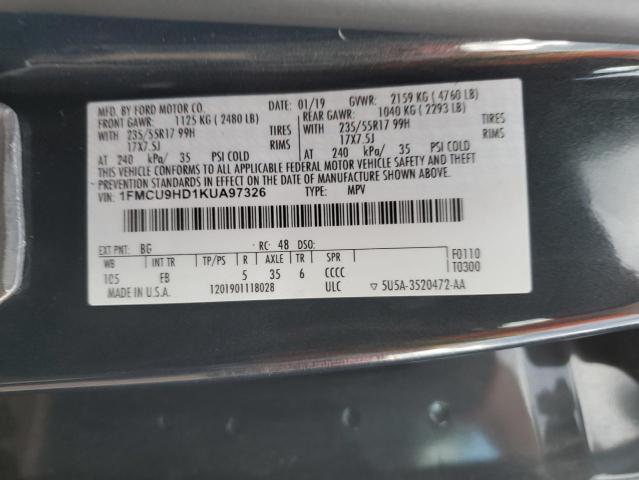 MFD. BY FORD MOTOR CO. DATE: 01/19 GVWR: 2159 KG ( 4760 LB)
FRONT GAWR: 1125 KG ( 2480 LB) REAR GAWR: 1040 KG ( 2293 LB)
WITH 235/55R17 99H TIRES WITH 235/55R17 99H TIRES
17X7.5J RIMS 17X7.5J RIMS
AT 240 kPa/ 35 PSI COLD AT 240 kPa/ 35 PSI COLD
THIS VEHICLE CONFORMS TO ALL APPLICABLE FEDERAL MOTOR VEHICLE SAFETY AND BUMPER
AND THEFT PREVENTION STANDARDS IN EFFECT ON THE DATE OF MANUFACTURE SHOWN ABOVE.
VIN: 1FMCU9HD1KUA97326 TYPE: MPV
EXT PNT: BG RC: 48 DSO: F0110
WB INT TR TP/PS R AXLE TR SPR T0300
105 EB 5 35 6 CCCC
MADE IN U.S.A. 1201901118028 ULC ▽ 5U5A-3520472-AA